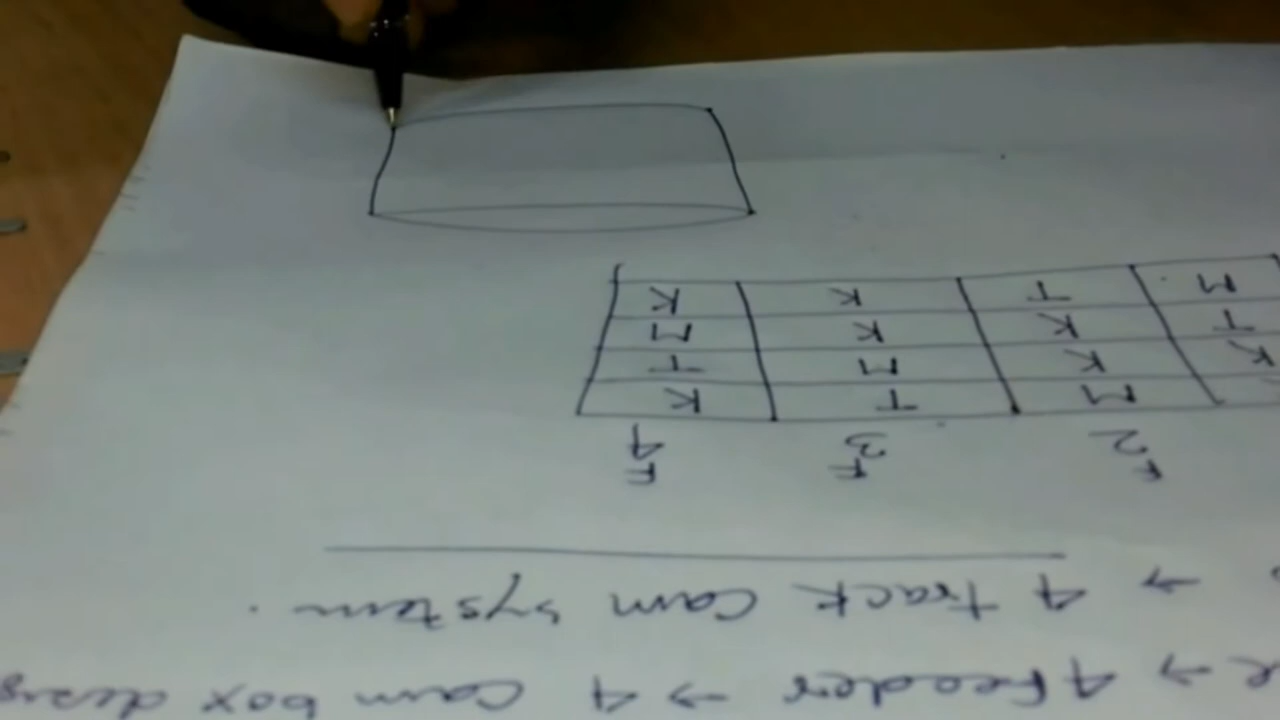 → 4 Feeder → 4 cam box
→ 4 track cam system.
F2 F3 F4
M T K
K K M T
T K K M
M T K K